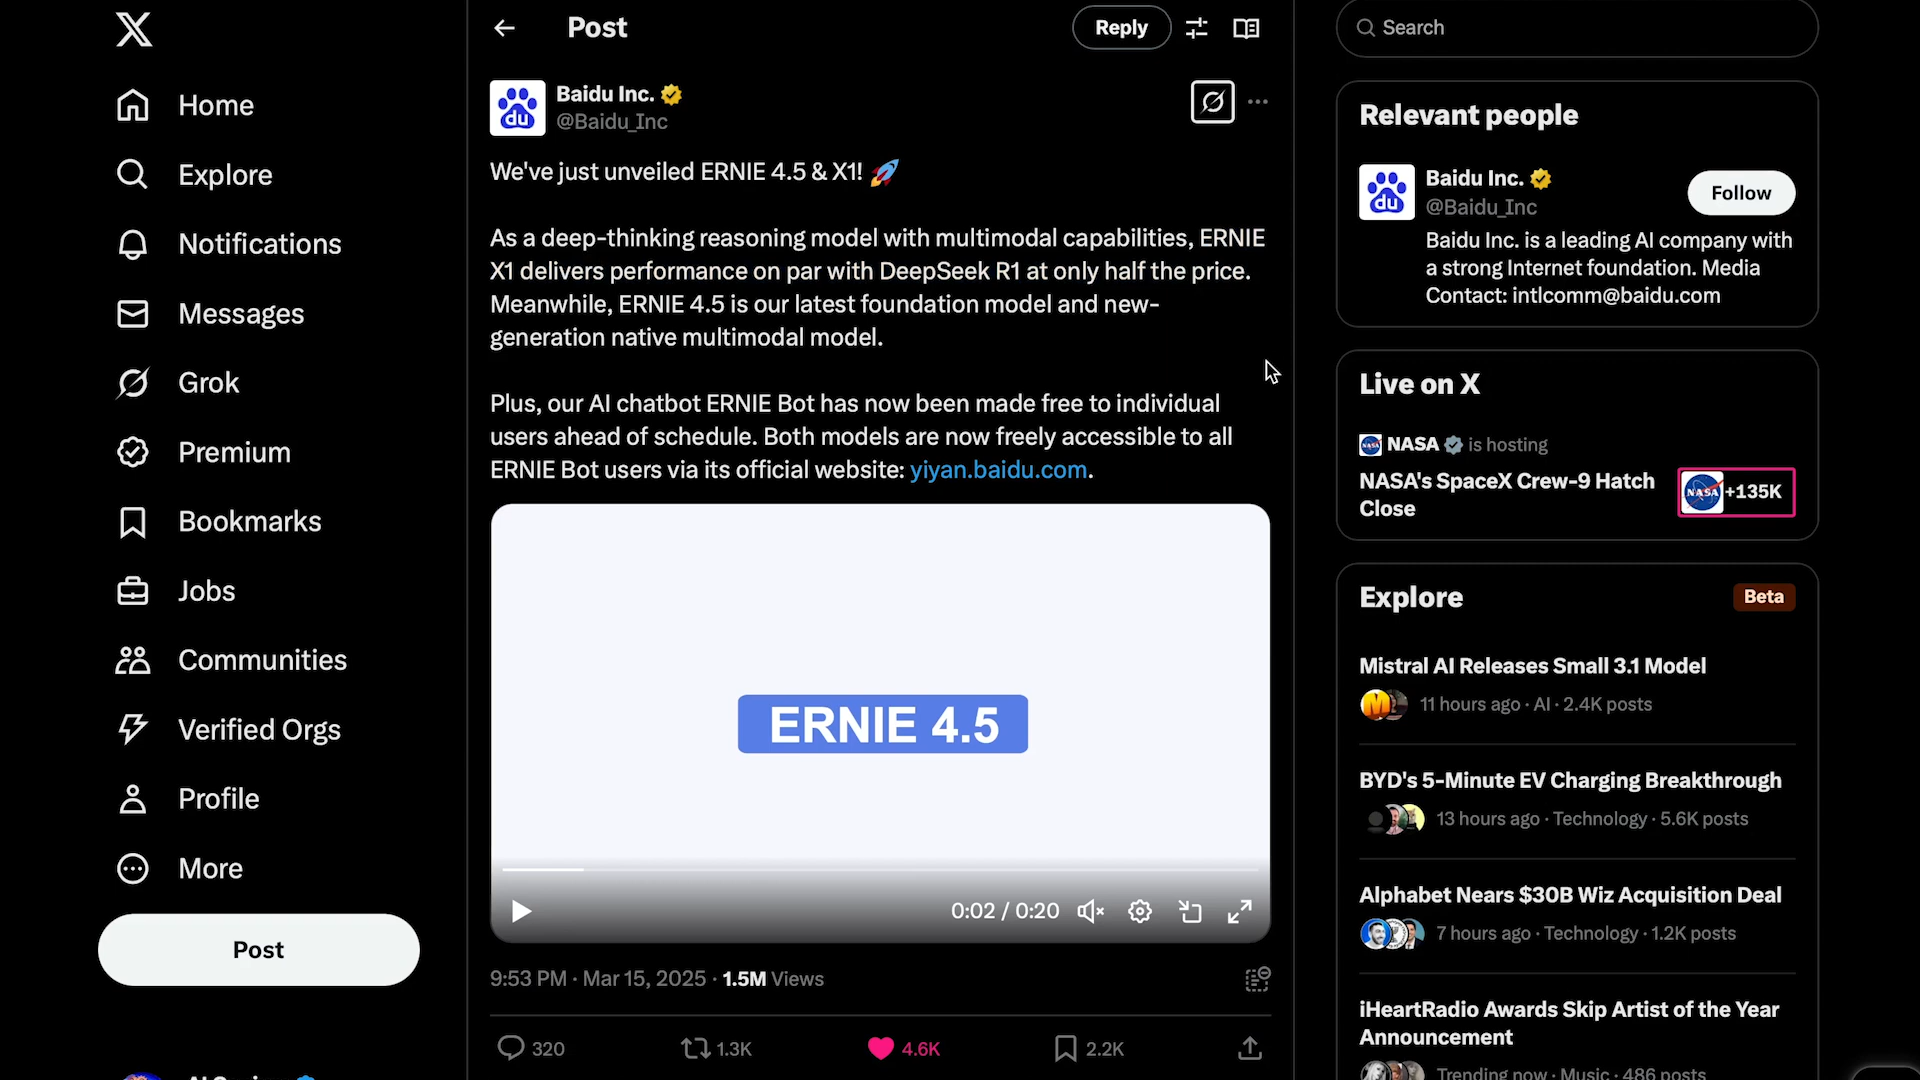 Home
Explore
Notifications
Messages
Grok
Premium
Bookmarks
Jobs
Communities
Verified Orgs
Profile
More
Post
Post
Reply
du
Baidu Inc.
@Baidu_Inc
We've just unveiled ERNIE 4.5 & X1! 🚀
As a deep-thinking reasoning model with multimodal capabilities, ERNIE
X1 delivers performance on par with DeepSeek R1 at only half the price.
Meanwhile, ERNIE 4.5 is our latest foundation model and new-
generation native multimodal model.
Plus, our AI chatbot ERNIE Bot has now been made free to individual
users ahead of schedule. Both models are now freely accessible to all
ERNIE Bot users via its official website: yiyan.baidu.com.
ERNIE 4.5
0:02 / 0:20
9:53 PM · Mar 15, 2025 · 1.5M Views
320
1.3K
4.6K
2.2K
Search
Relevant people
du
Baidu Inc.
@Baidu_Inc
Follow
Baidu Inc. is a leading AI company with
a strong Internet foundation. Media
Contact: intlcomm@baidu.com
Live on X
NASA is hosting
NASA's SpaceX Crew-9 Hatch
Close
NASA
+135K
Explore
Beta
Mistral AI Releases Small 3.1 Model
11 hours ago · AI · 2.4K posts
BYD's 5-Minute EV Charging Breakthrough
13 hours ago · Technology · 5.6K posts
Alphabet Nears $30B Wiz Acquisition Deal
7 hours ago · Technology · 1.2K posts
iHeartRadio Awards Skip Artist of the Year
Announcement
Trending now · Music · 486 posts